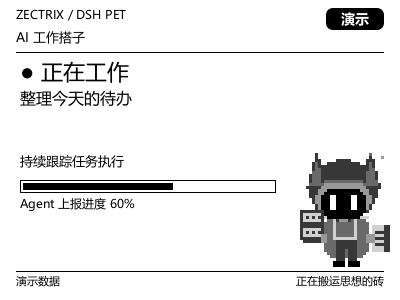 ZECTRIX / DSH PET
演示
AI 工作搭子
● 正在工作
整理今天的待办
持续跟踪任务执行
Agent 上报进度 60%
演示数据
正在搬运思想的砖